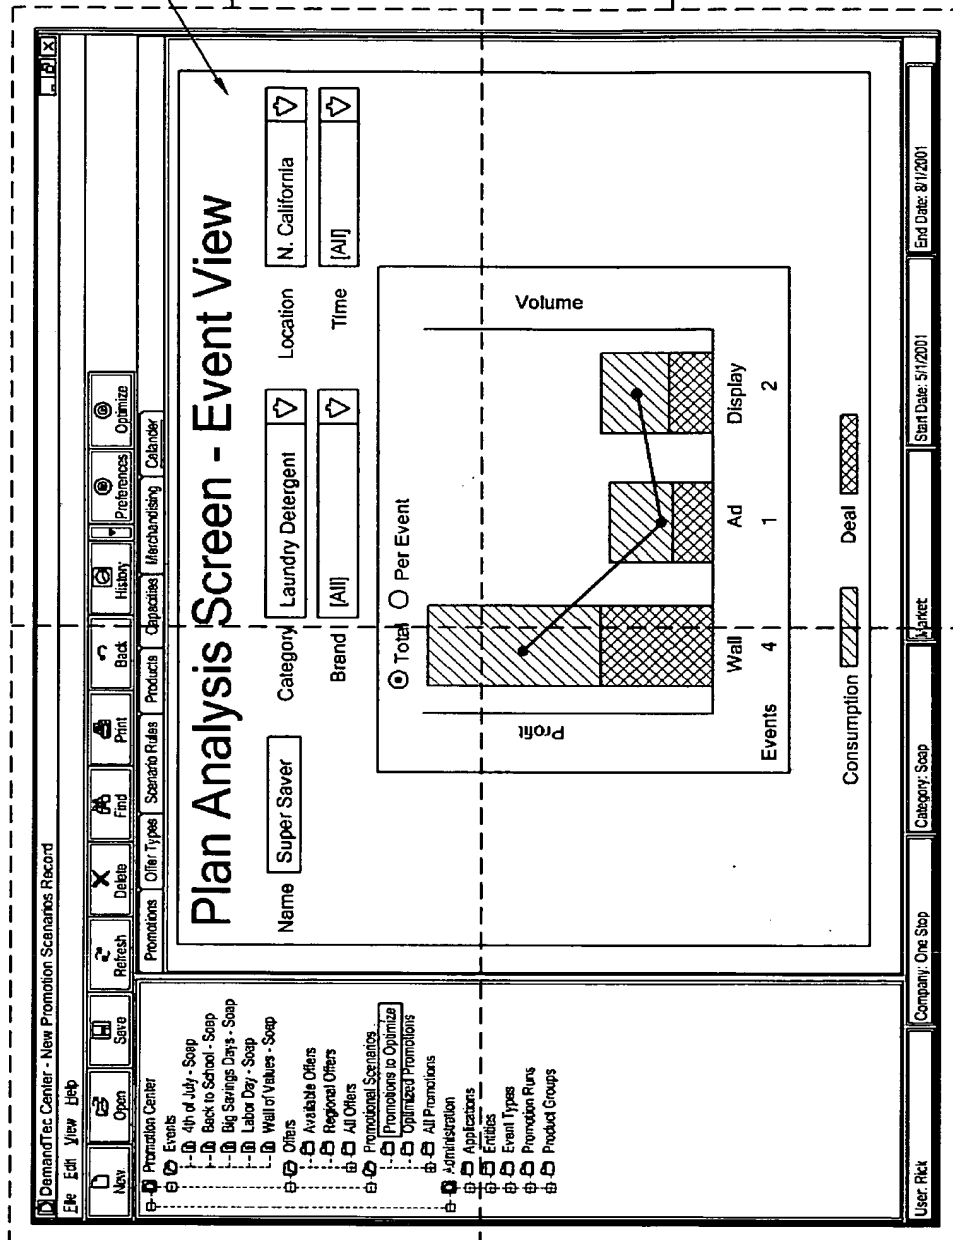 DemandTec Center - New Promotion Scenarios Record
File Edit View Help
New Open Save Refresh Delete Find Print Back History Preferences Optimize
Promotions Offer Types Scenario Rules Products Capacities Merchandising Calander
Promotion Center
Events
4th of July - Soap
Back to School - Soap
Big Savings Days - Soap
Labor Day - Soap
Wall of Values - Soap
Offers
Available Offers
Regional Offers
All Offers
Promotional Scenarios
Promotions to Optimize
Optimized Promotions
All Promotions
Administration
Applications
Entities
Event Types
Promotion Runs
Product Groups
Plan Analysis Screen - Event View
Name Super Saver Category Laundry Detergent Location N. California
Brand [All] Time [All]
Total Per Event
Profit
Volume
Wall Ad Display
Events 4 1 2
Consumption Deal
User: Rick Company: One Stop Category: Soap Market: Start Date: 5/1/2001 End Date: 8/1/2001